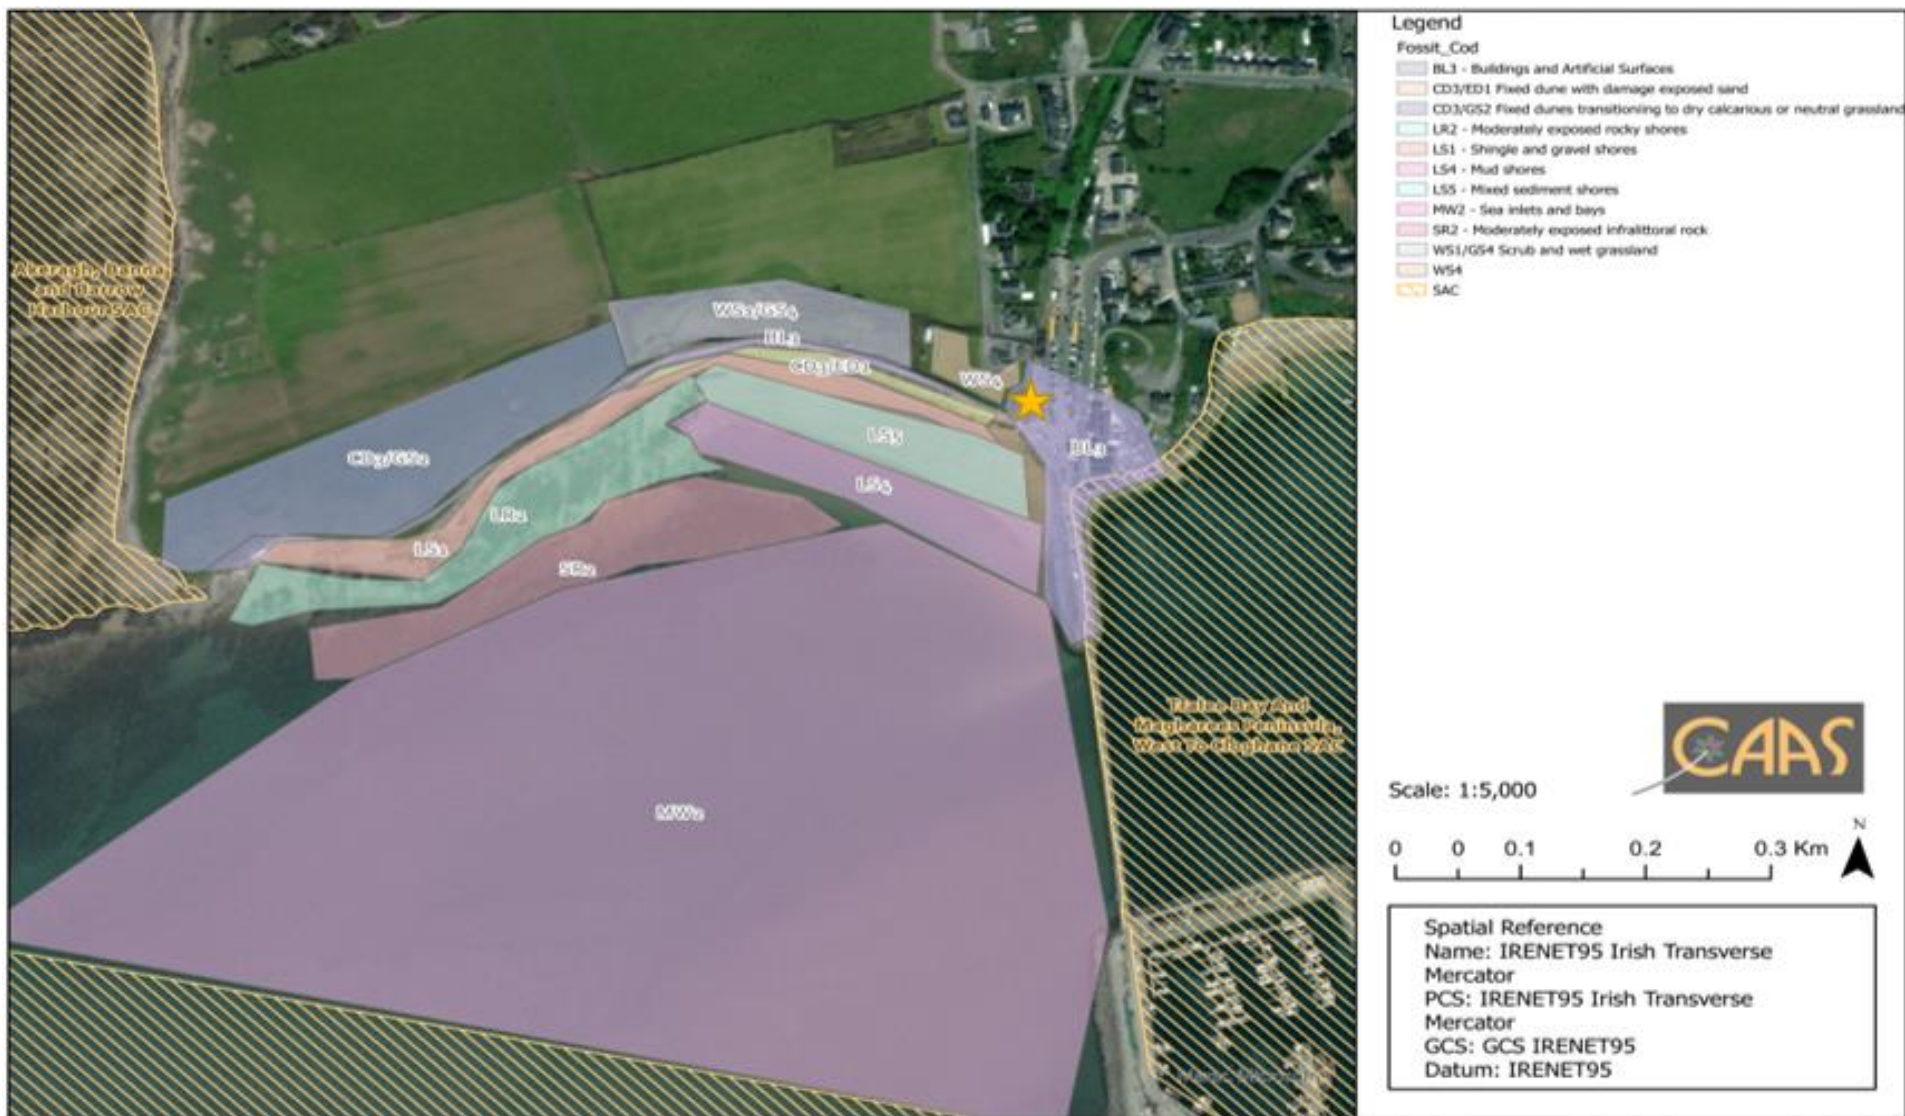 Legend
Fossit_Cod
BL3 - Buildings and Artificial Surfaces
CD3/ED1 Fixed dune with damage exposed sand
CD3/GS2 Fixed dunes transitioning to dry calcarious or neutral grassland
LR2 - Moderately exposed rocky shores
LS1 - Shingle and gravel shores
LS4 - Mud shores
LS5 - Mixed sediment shores
MW2 - Sea inlets and bays
SR2 - Moderately exposed infralittoral rock
WS1/GS4 Scrub and wet grassland
WS4
SAC
Akeragh, Banna
and Barrow
HarbourSAC
WS1/GS4
BL3
CD3/ED1
WS4
CD3/GS2
LS5
BL3
LS4
LR2
LS1
SR2
Tralee Bay And
Magharees Peninsula,
West To Cloghane SAC
MW2
CAAS
Scale: 1:5,000
N
0 0 0.1 0.2 0.3 Km
Spatial Reference
Name: IRENET95 Irish Transverse
Mercator
PCS: IRENET95 Irish Transverse
Mercator
GCS: GCS IRENET95
Datum: IRENET95